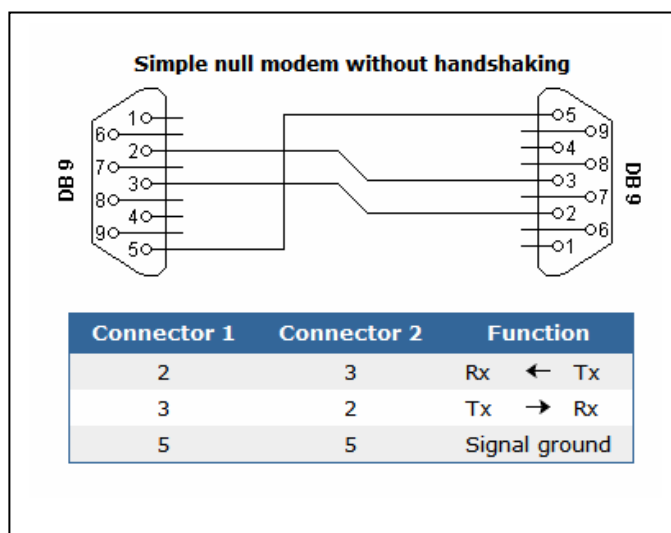 Simple null modem without handshaking
DB 9
1
6
2
7
3
8
4
9
5
5
9
4
8
3
7
2
6
1
DB 9
Connector 1 Connector 2 Function
2 3 Rx ← Tx
3 2 Tx → Rx
5 5 Signal ground